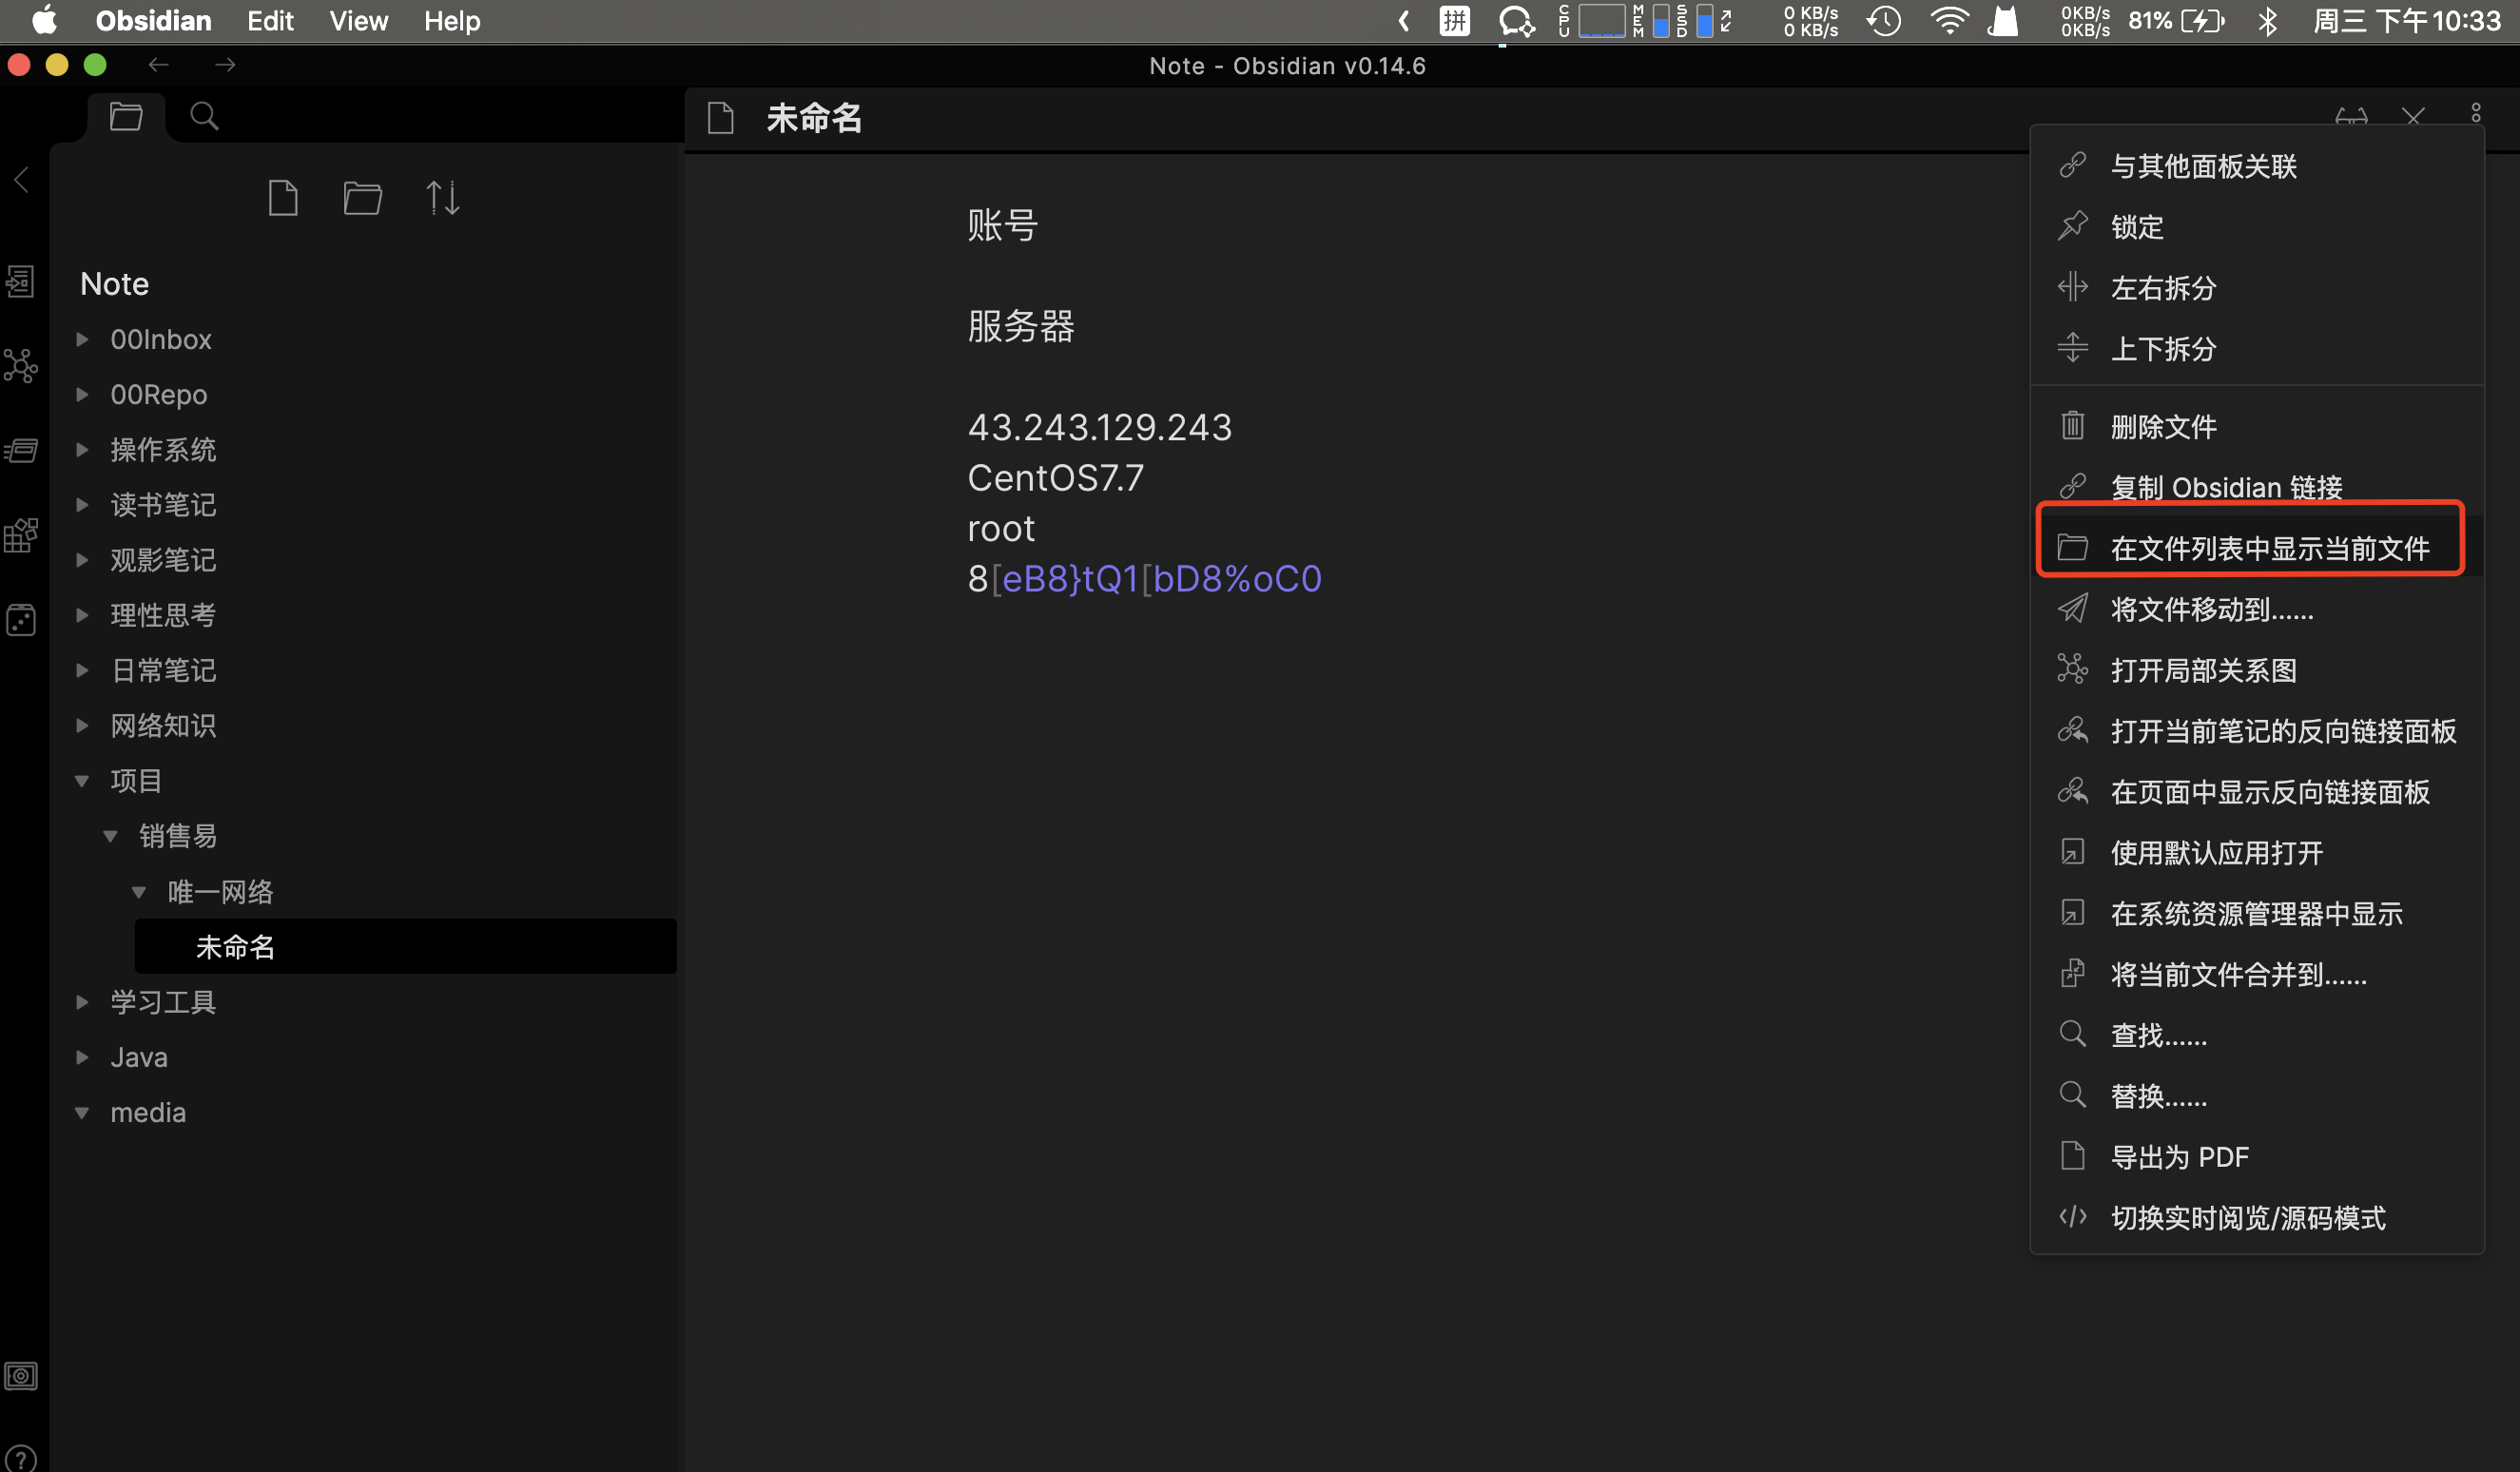 Obsidian Edit View Help
拼 CPU MEM SSD 0 KB/s 0 KB/s 0KB/s 0KB/s 81% 周三 下午10:33
Note - Obsidian v0.14.6
未命名
Note
00Inbox
00Repo
操作系统
读书笔记
观影笔记
理性思考
日常笔记
网络知识
项目
销售易
唯一网络
未命名
学习工具
Java
media
账号
服务器
43.243.129.243
CentOS7.7
root
8[eB8}tQ1[bD8%oC0
与其他面板关联
锁定
左右拆分
上下拆分
删除文件
复制 Obsidian 链接
在文件列表中显示当前文件
将文件移动到……
打开局部关系图
打开当前笔记的反向链接面板
在页面中显示反向链接面板
使用默认应用打开
在系统资源管理器中显示
将当前文件合并到……
查找……
替换……
导出为 PDF
切换实时阅览/源码模式